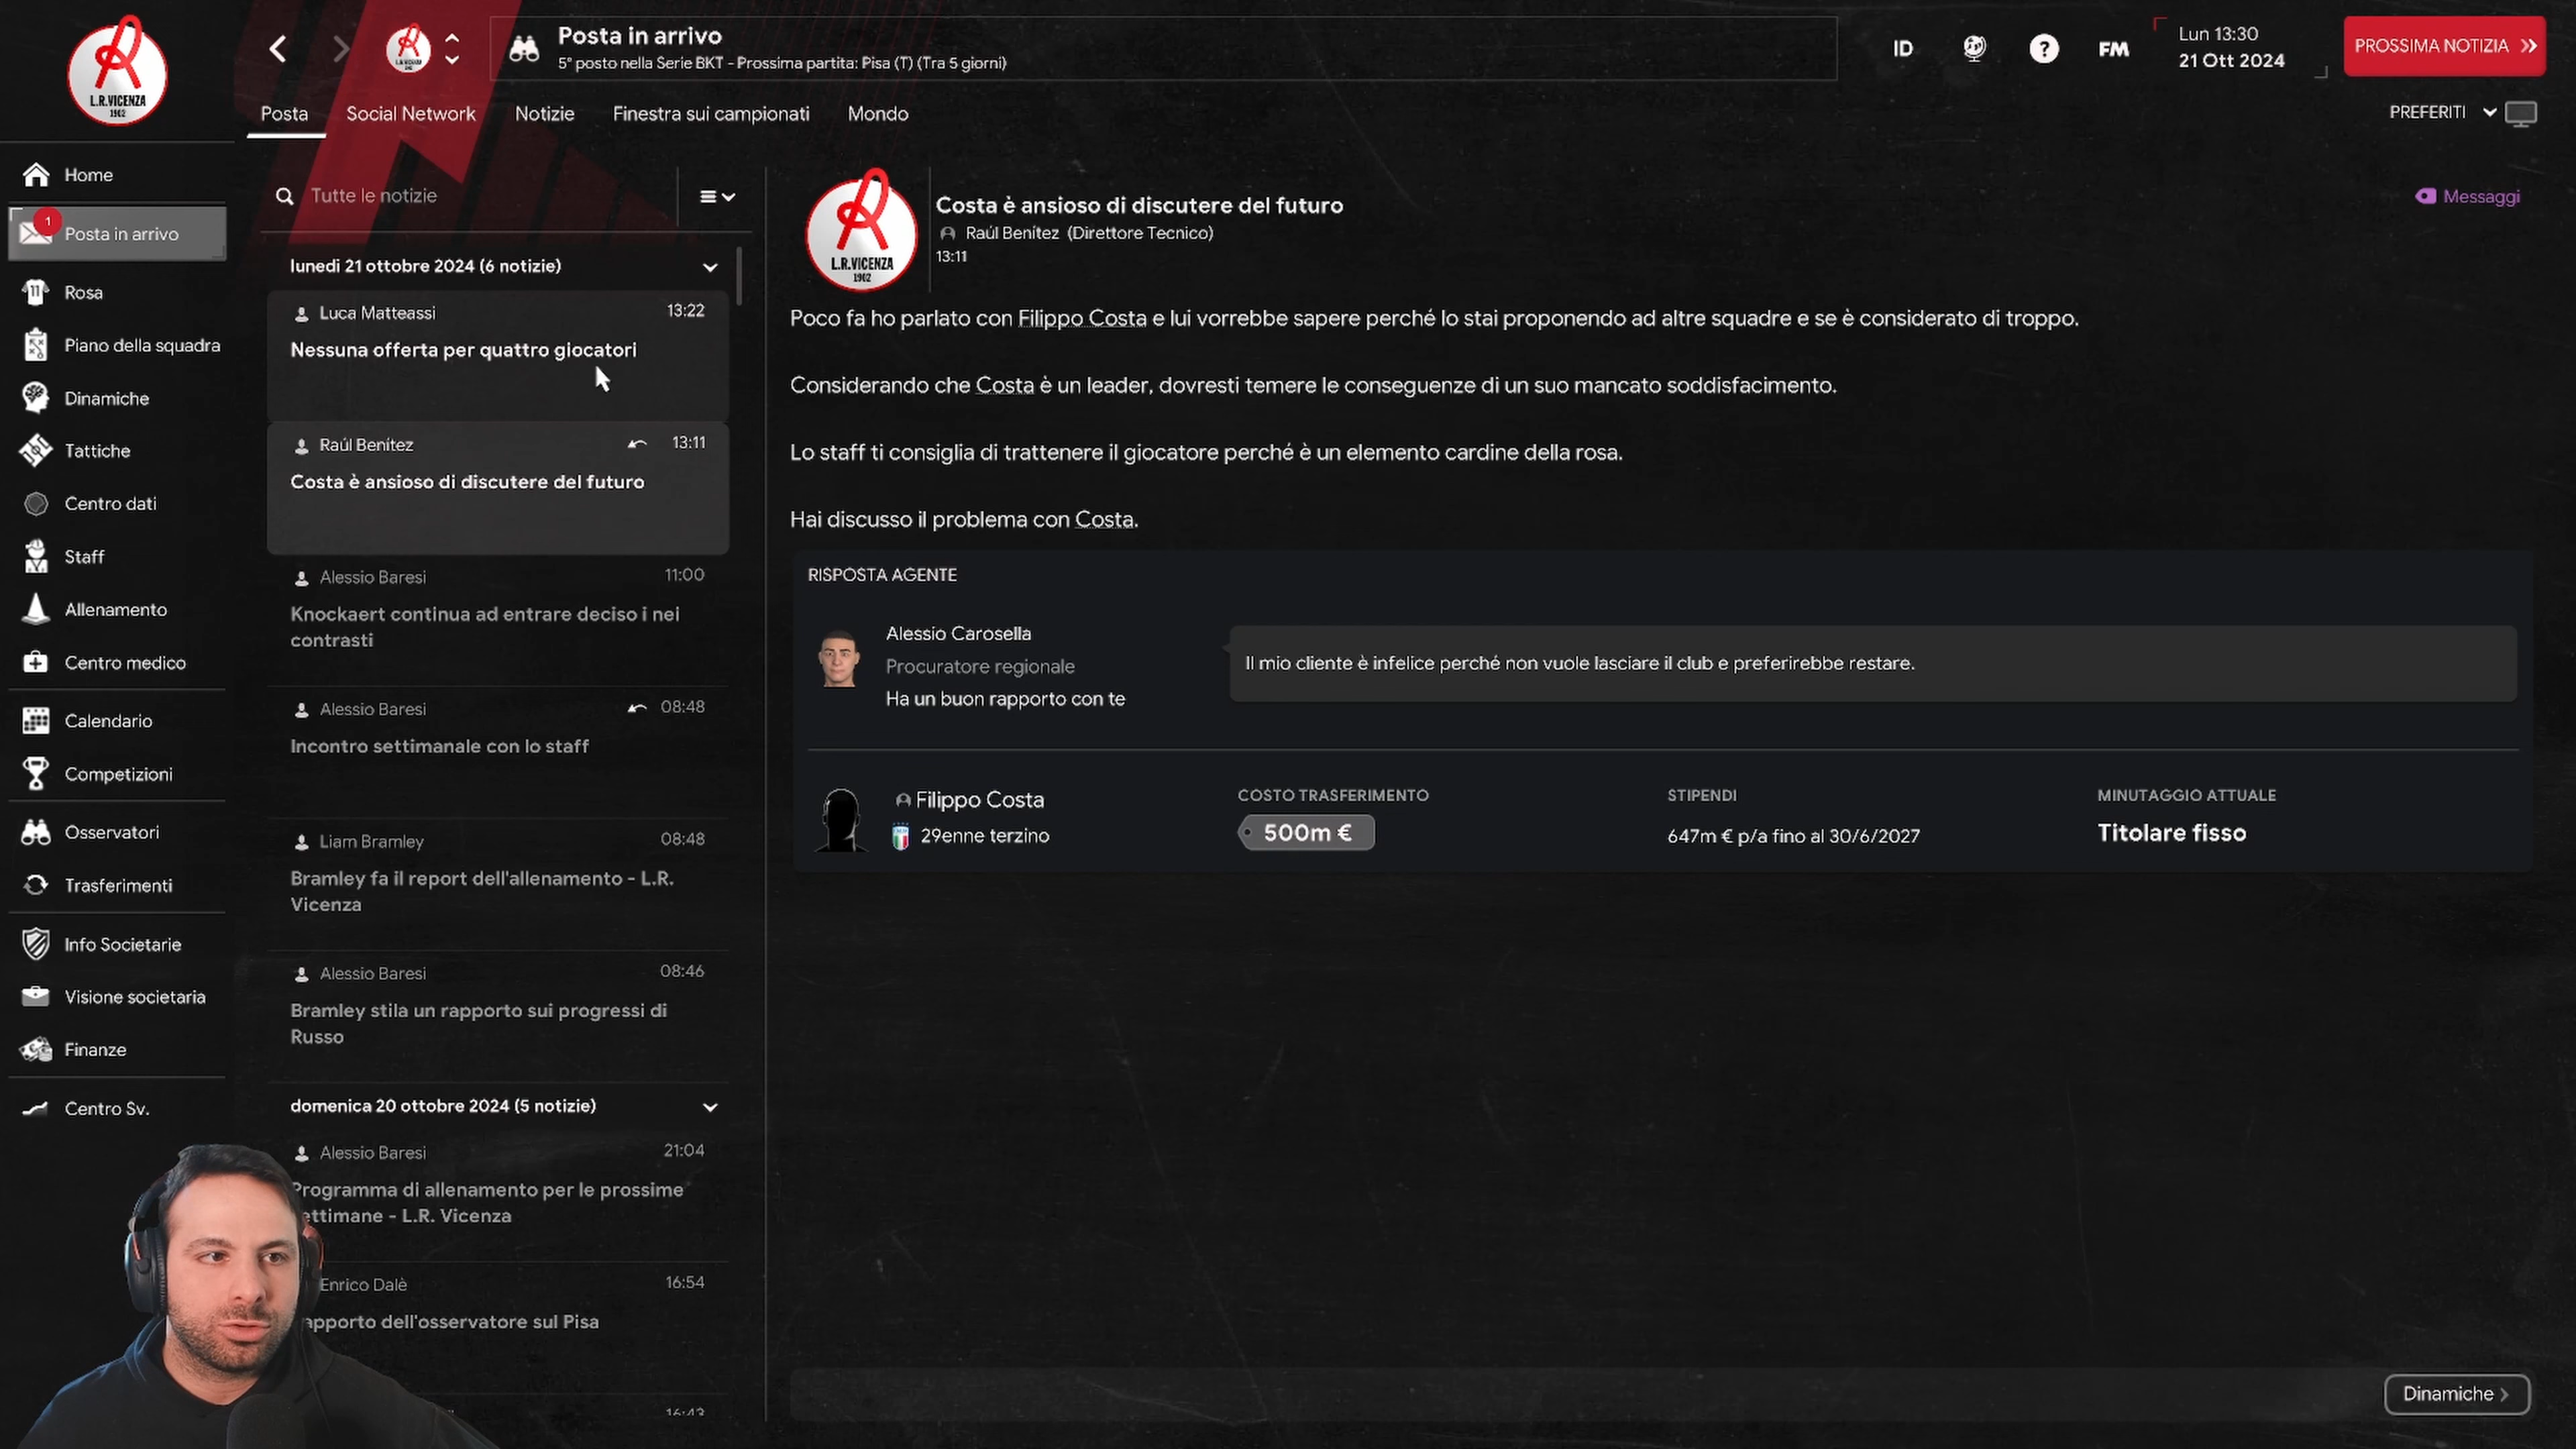 L.R.VICENZA
1902
L.R.VICENZA
Posta in arrivo
5° posto nella Serie BKT - Prossima partita: Pisa (T) (Tra 5 giorni)
ID
?
FM
Lun 13:30
21 Ott 2024
PROSSIMA NOTIZIA
Posta
Social Network
Notizie
Finestra sui campionati
Mondo
PREFERITI
Home
1
Posta in arrivo
11
Rosa
Piano della squadra
Dinamiche
Tattiche
Centro dati
Staff
Allenamento
Centro medico
Calendario
Competizioni
Osservatori
Trasferimenti
Info Societarie
Visione societaria
Finanze
Centro Sv.
Tutte le notizie
lunedì 21 ottobre 2024 (6 notizie)
Luca Matteassi
13:22
Nessuna offerta per quattro giocatori
Raúl Benítez
13:11
Costa è ansioso di discutere del futuro
Alessio Baresi
11:00
Knockaert continua ad entrare deciso i nei
contrasti
Alessio Baresi
08:48
Incontro settimanale con lo staff
Liam Bramley
08:48
Bramley fa il report dell'allenamento - L.R.
Vicenza
Alessio Baresi
08:46
Bramley stila un rapporto sui progressi di
Russo
domenica 20 ottobre 2024 (5 notizie)
Alessio Baresi
21:04
Programma di allenamento per le prossime
ettimane - L.R. Vicenza
Enrico Dalè
16:54
apporto dell'osservatore sul Pisa
16:43
L.R.VICENZA
1902
Costa è ansioso di discutere del futuro
Raúl Benítez (Direttore Tecnico)
13:11
Messaggi
Poco fa ho parlato con Filippo Costa e lui vorrebbe sapere perché lo stai proponendo ad altre squadre e se è considerato di troppo.
Considerando che Costa è un leader, dovresti temere le conseguenze di un suo mancato soddisfacimento.
Lo staff ti consiglia di trattenere il giocatore perché è un elemento cardine della rosa.
Hai discusso il problema con Costa.
RISPOSTA AGENTE
Alessio Carosella
Procuratore regionale
Ha un buon rapporto con te
Il mio cliente è infelice perché non vuole lasciare il club e preferirebbe restare.
Filippo Costa
29enne terzino
COSTO TRASFERIMENTO
500m €
STIPENDI
647m € p/a fino al 30/6/2027
MINUTAGGIO ATTUALE
Titolare fisso
Dinamiche